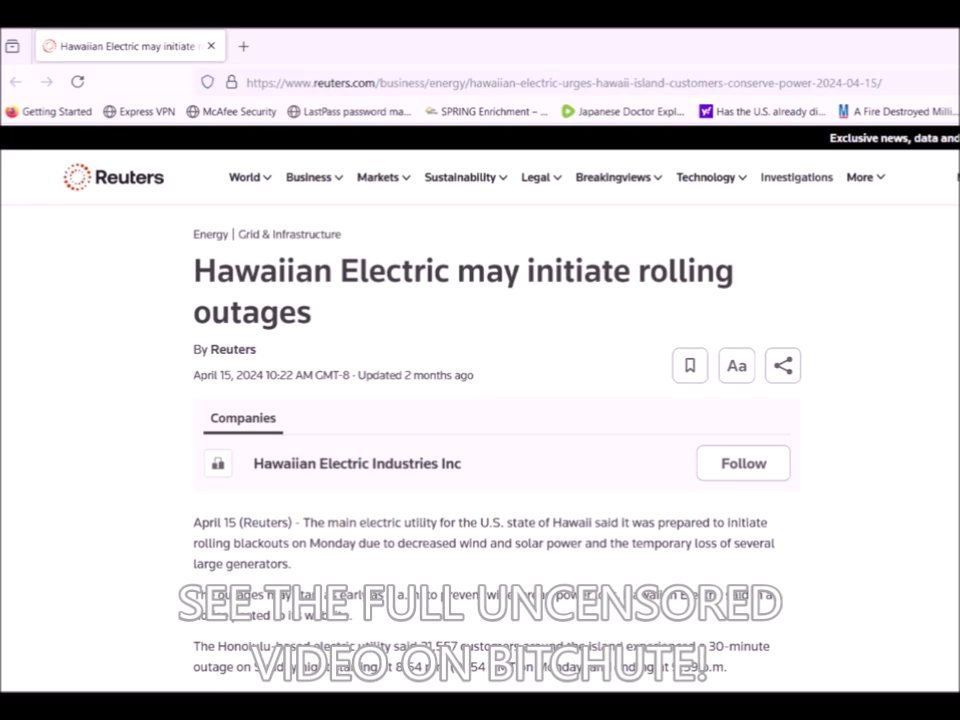 Hawaiian Electric may initiate
https://www.reuters.com/business/energy/hawaiian-electric-urges-hawaii-island-customers-conserve-power-2024-04-15/
Getting Started Express VPN McAfee Security LastPass password ma... SPRING Enrichment – ... Japanese Doctor Expl... Has the U.S. already di... A Fire Destroyed Milli...
Exclusive news, data and
Reuters World Business Markets Sustainability Legal Breakingviews Technology Investigations More
Energy | Grid & Infrastructure
Hawaiian Electric may initiate rolling
outages
By Reuters
April 15, 2024 10:22 AM GMT-8 - Updated 2 months ago
Aa
Companies
Hawaiian Electric Industries Inc Follow
April 15 (Reuters) - The main electric utility for the U.S. state of Hawaii said it was prepared to initiate
rolling blackouts on Monday due to decreased wind and solar power and the temporary loss of several
large generators.
SEE THE FULL UNCENSORED
The Honolulu-based electric utility said customers around the island experienced a 30-minute
outage on
VIDEO ON BITCHUTE!